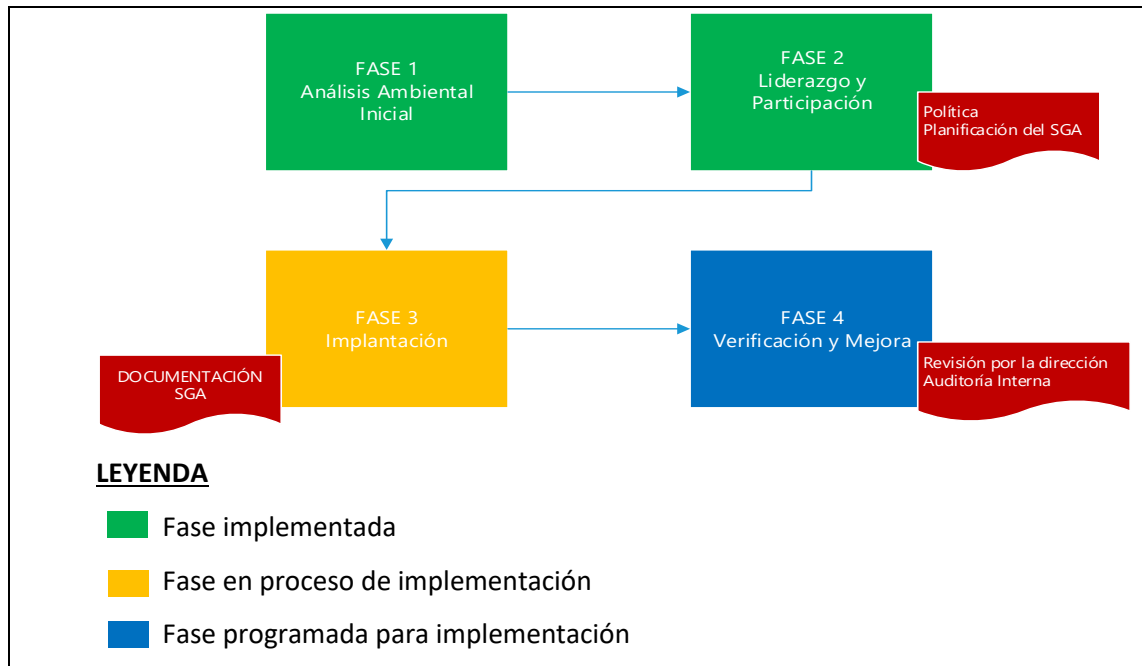 FASE 1
Análisis Ambiental
Inicial
FASE 2
Liderazgo y
Participación
Política
Planificación del SGA
FASE 3
Implantación
DOCUMENTACIÓN
SGA
FASE 4
Verificación y Mejora
Revisión por la dirección
Auditoría Interna
LEYENDA
Fase implementada
Fase en proceso de implementación
Fase programada para implementación